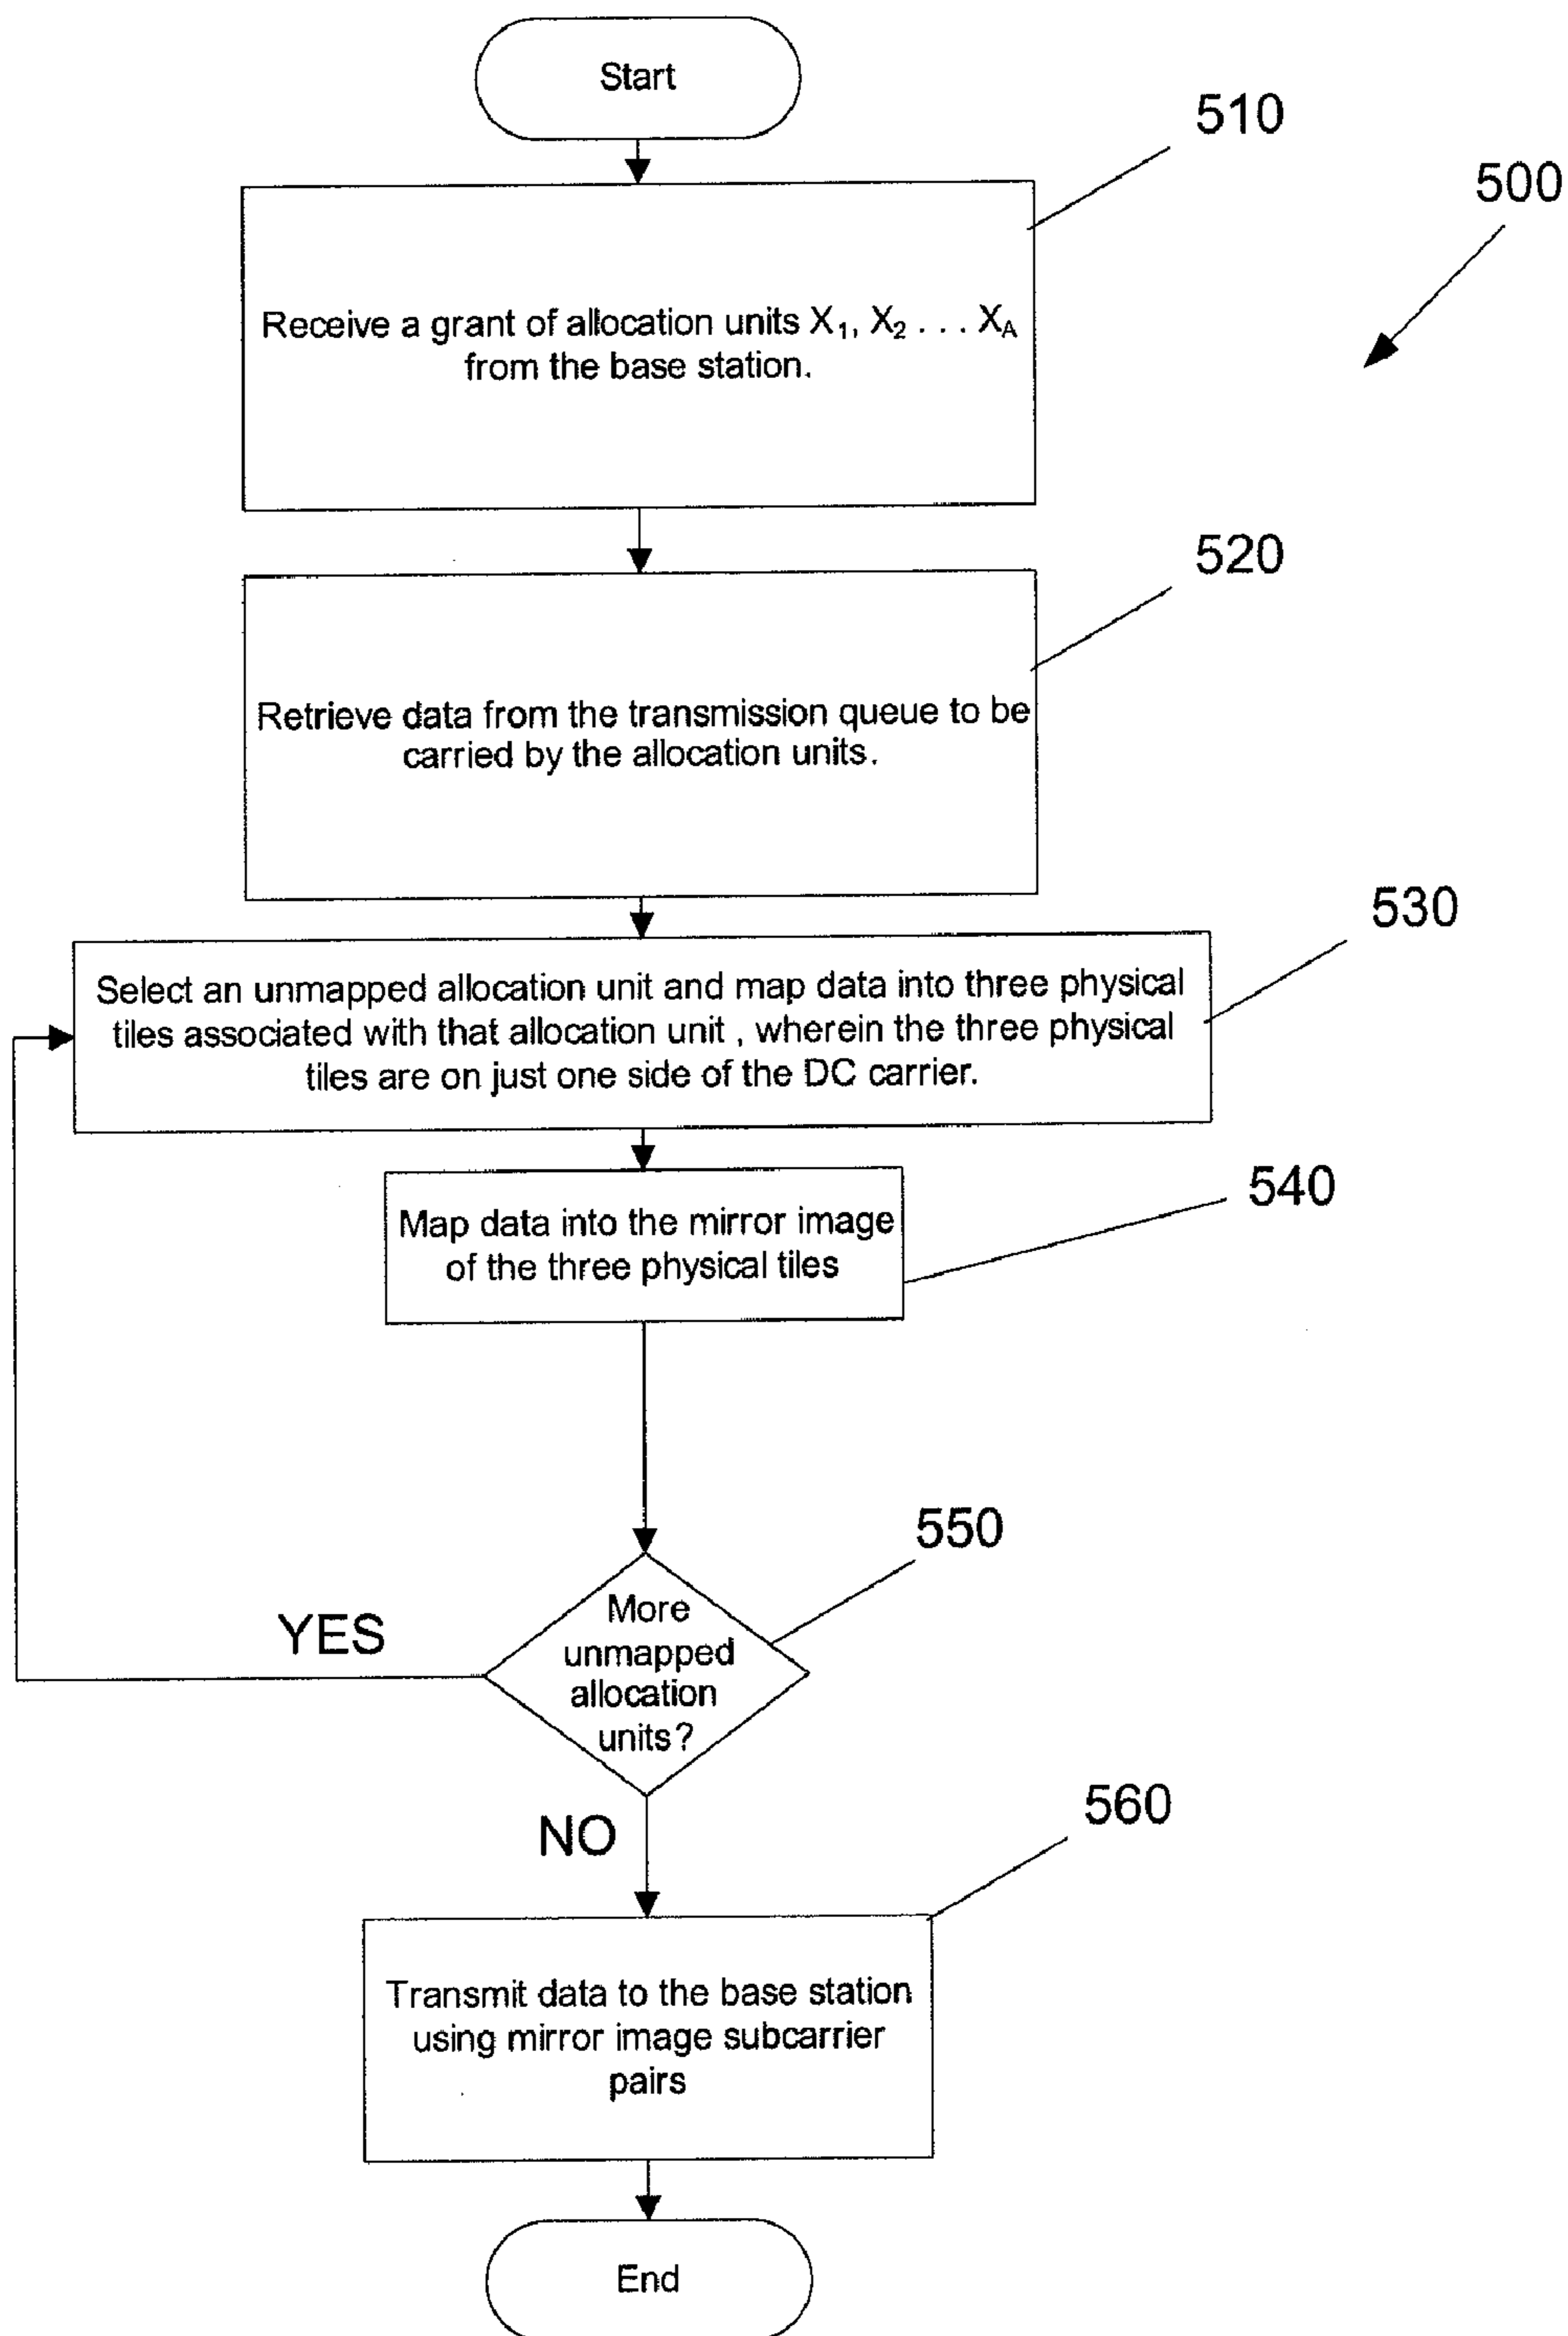 Start
510
500
Receive a grant of allocation units X₁, X₂ . . . X_A
from the base station.
520
Retrieve data from the transmission queue to be
carried by the allocation units.
530
Select an unmapped allocation unit and map data into three physical
tiles associated with that allocation unit , wherein the three physical
tiles are on just one side of the DC carrier.
540
Map data into the mirror image
of the three physical tiles
550
YES
More
unmapped
allocation
units?
NO
560
Transmit data to the base station
using mirror image subcarrier
pairs
End